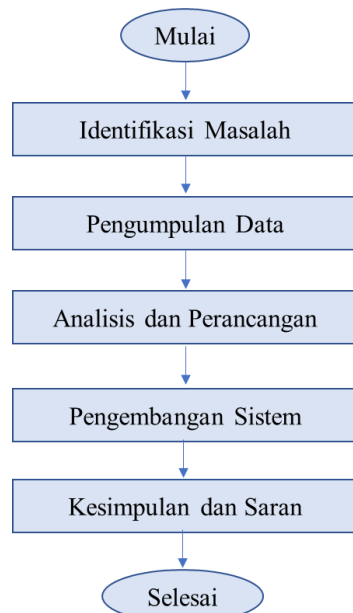 Mulai
Identifikasi Masalah
Pengumpulan Data
Analisis dan Perancangan
Pengembangan Sistem
Kesimpulan dan Saran
Selesai